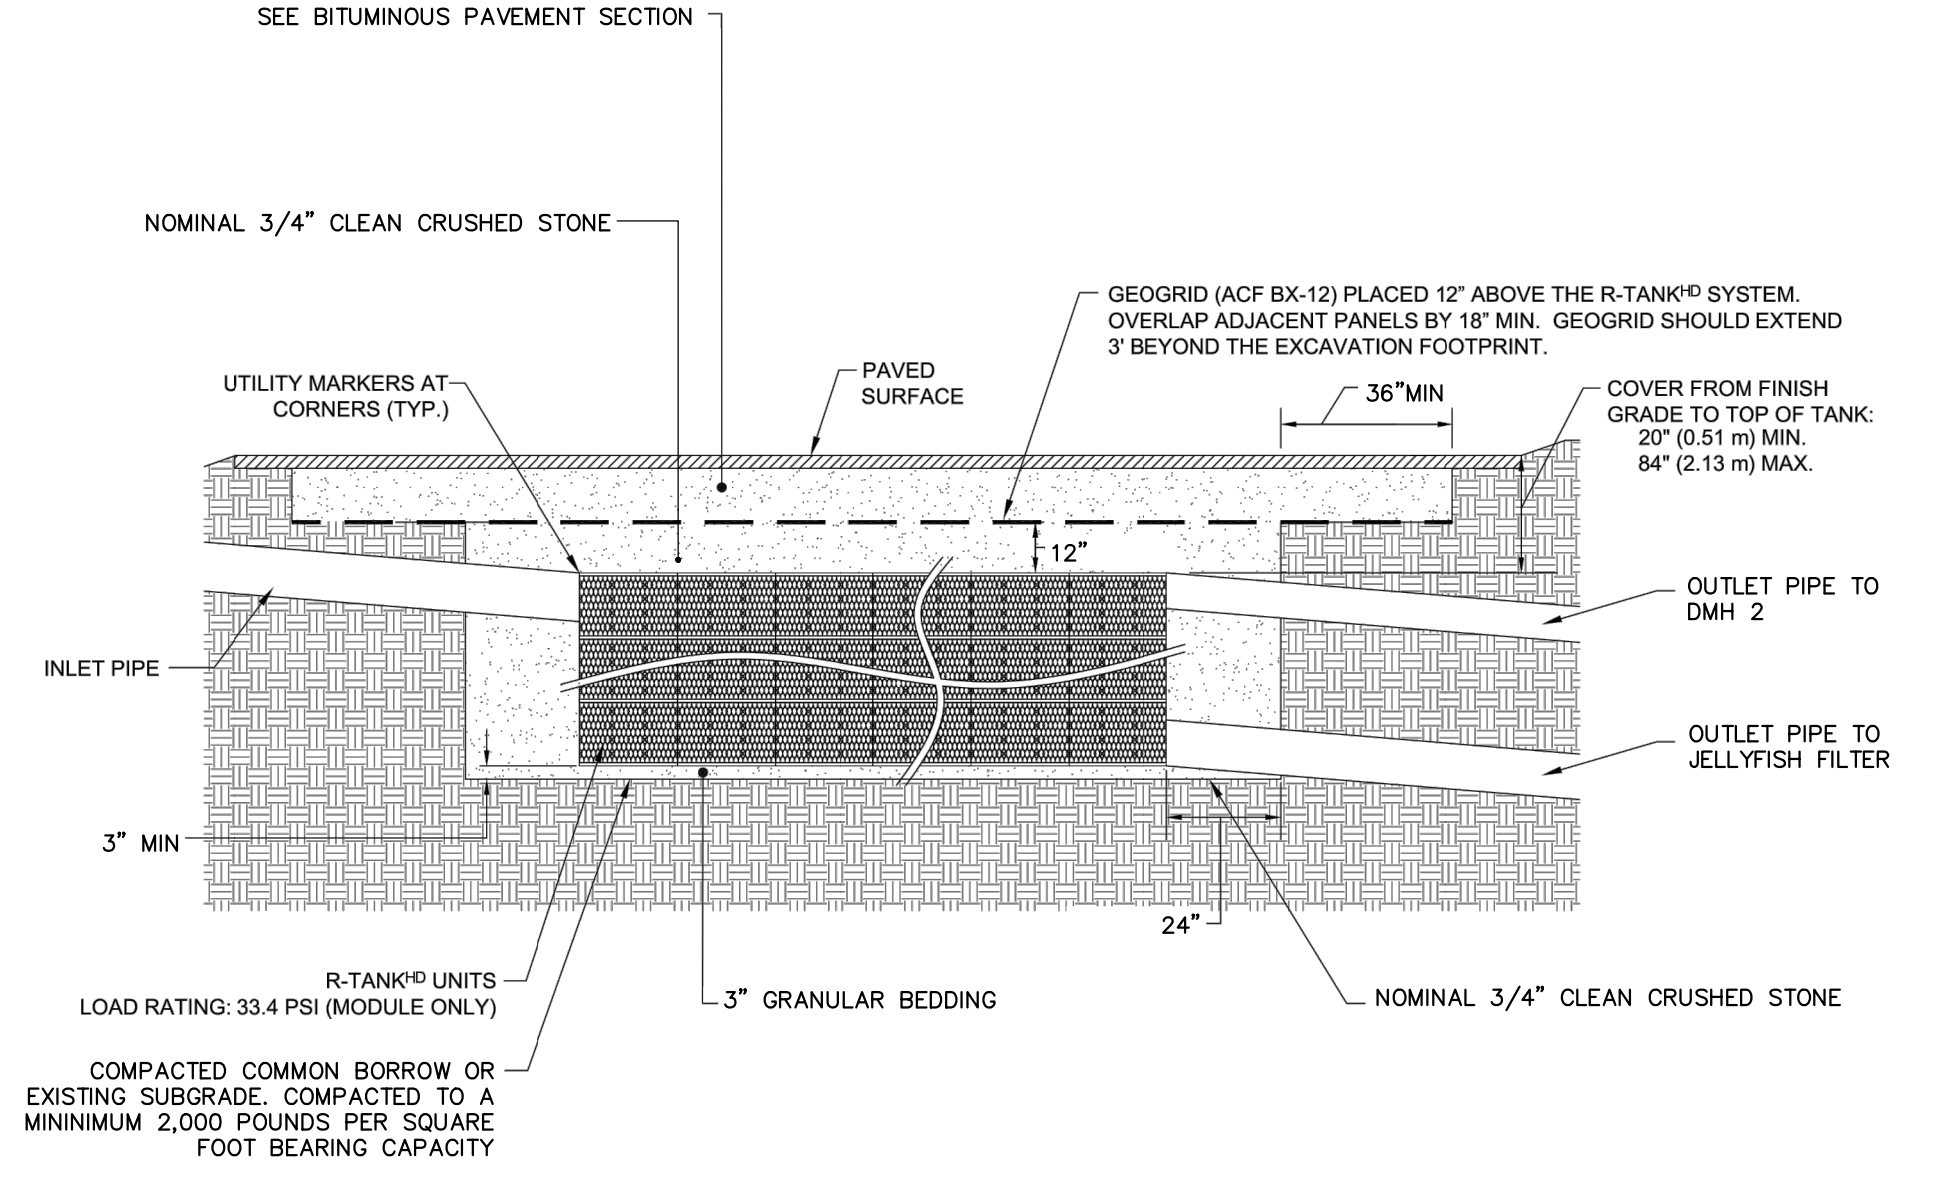 SEE BITUMINOUS PAVEMENT SECTION
NOMINAL 3/4" CLEAN CRUSHED STONE
GEOGRID (ACF BX-12) PLACED 12" ABOVE THE R-TANKHD SYSTEM.
OVERLAP ADJACENT PANELS BY 18" MIN. GEOGRID SHOULD EXTEND
3' BEYOND THE EXCAVATION FOOTPRINT.
UTILITY MARKERS AT
CORNERS (TYP.)
PAVED
SURFACE
36"MIN
COVER FROM FINISH
GRADE TO TOP OF TANK:
20" (0.51 m) MIN.
84" (2.13 m) MAX.
12"
OUTLET PIPE TO
DMH 2
INLET PIPE
OUTLET PIPE TO
JELLYFISH FILTER
3" MIN
24"
R-TANKHD UNITS
LOAD RATING: 33.4 PSI (MODULE ONLY)
3" GRANULAR BEDDING
NOMINAL 3/4" CLEAN CRUSHED STONE
COMPACTED COMMON BORROW OR
EXISTING SUBGRADE. COMPACTED TO A
MININIMUM 2,000 POUNDS PER SQUARE
FOOT BEARING CAPACITY